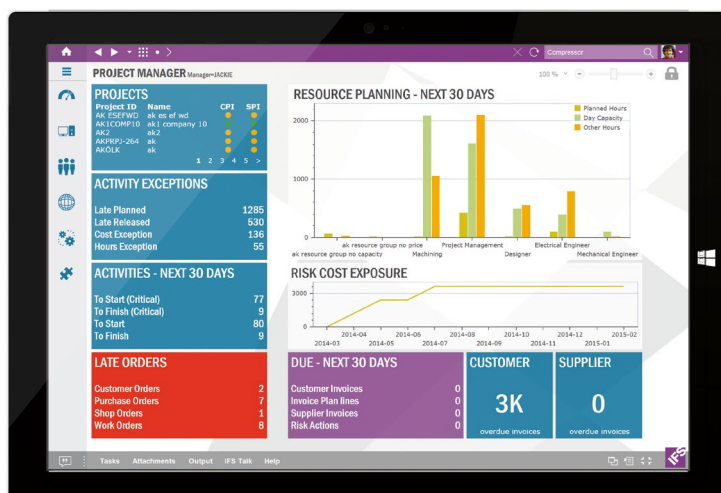 Compressor
PROJECT MANAGER Manager=JACKIE
100 %
PROJECTS
Project ID Name CPI SPI
AK ESEFWD ak es ef wd
AK1COMP10 ak1 company 10
AK2 ak2
AKPRPJ-264 ak
AKÖLK ak
1 2 3 4 5 >
ACTIVITY EXCEPTIONS
Late Planned 1285
Late Released 530
Cost Exception 136
Hours Exception 55
ACTIVITIES - NEXT 30 DAYS
To Start (Critical) 77
To Finish (Critical) 9
To Start 80
To Finish 9
LATE ORDERS
Customer Orders 2
Purchase Orders 7
Shop Orders 1
Work Orders 8
RESOURCE PLANNING - NEXT 30 DAYS
Planned Hours
Day Capacity
Other Hours
2000
1000
0
ak resource group no price Project Management Electrical Engineer
ak resource group no capacity Machining Designer Mechanical Engineer
RISK COST EXPOSURE
3000
0
2014-04 2014-06 2014-08 2014-10 2014-12 2015-02
2014-03 2014-05 2014-07 2014-09 2014-11 2015-01
DUE - NEXT 30 DAYS
Customer Invoices 0
Invoice Plan lines 0
Supplier Invoices 0
Risk Actions 0
CUSTOMER
3K
overdue invoices
SUPPLIER
0
overdue invoices
Tasks Attachments Output IFS Talk Help
IFS